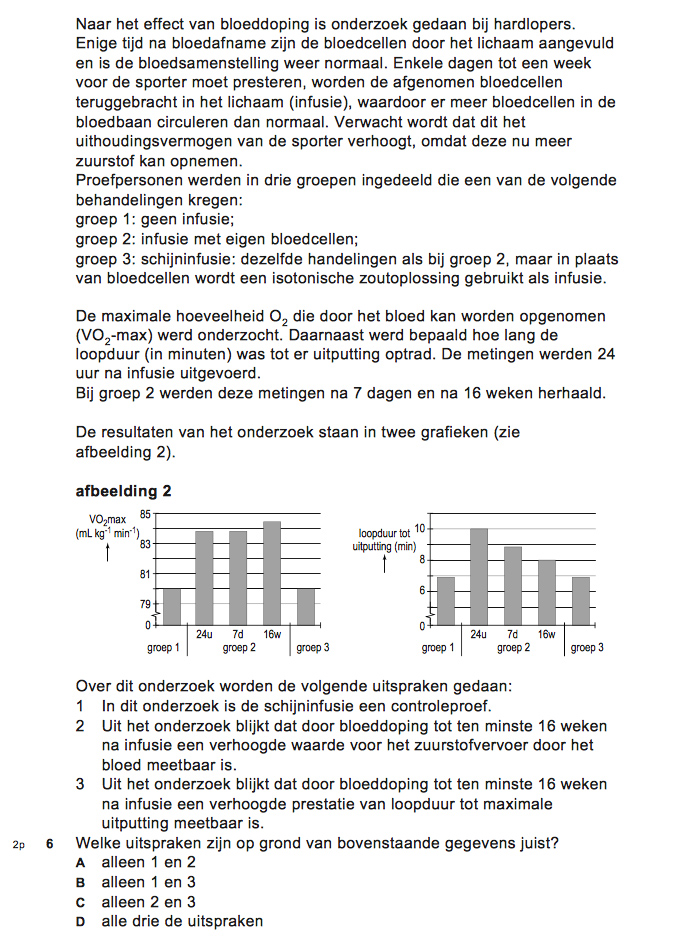 Naar het effect van bloeddoping is onderzoek gedaan bij hardlopers.
Enige tijd na bloedafname zijn de bloedcellen door het lichaam aangevuld
en is de bloedsamenstelling weer normaal. Enkele dagen tot een week
voor de sporter moet presteren, worden de afgenomen bloedcellen
teruggebracht in het lichaam (infusie), waardoor er meer bloedcellen in de
bloedbaan circuleren dan normaal. Verwacht wordt dat dit het
uithoudingsvermogen van de sporter verhoogt, omdat deze nu meer
zuurstof kan opnemen.
Proefpersonen werden in drie groepen ingedeeld die een van de volgende
behandelingen kregen:
groep 1: geen infusie;
groep 2: infusie met eigen bloedcellen;
groep 3: schijninfusie: dezelfde handelingen als bij groep 2, maar in plaats
van bloedcellen wordt een isotonische zoutoplossing gebruikt als infusie.
De maximale hoeveelheid O₂ die door het bloed kan worden opgenomen
(VO₂-max) werd onderzocht. Daarnaast werd bepaald hoe lang de
loopduur (in minuten) was tot er uitputting optrad. De metingen werden 24
uur na infusie uitgevoerd.
Bij groep 2 werden deze metingen na 7 dagen en na 16 weken herhaald.
De resultaten van het onderzoek staan in twee grafieken (zie
afbeelding 2).
afbeelding 2
VO₂max
(mL kg⁻¹ min⁻¹)
85
83
81
79
0
24u 7d 16w
groep 1 groep 2 groep 3
loopduur tot
uitputting (min)
10
8
6
0
24u 7d 16w
groep 1 groep 2 groep 3
Over dit onderzoek worden de volgende uitspraken gedaan:
1 In dit onderzoek is de schijninfusie een controleproef.
2 Uit het onderzoek blijkt dat door bloeddoping tot ten minste 16 weken
na infusie een verhoogde waarde voor het zuurstofvervoer door het
bloed meetbaar is.
3 Uit het onderzoek blijkt dat door bloeddoping tot ten minste 16 weken
na infusie een verhoogde prestatie van loopduur tot maximale
uitputting meetbaar is.
2p 6 Welke uitspraken zijn op grond van bovenstaande gegevens juist?
A alleen 1 en 2
B alleen 1 en 3
C alleen 2 en 3
D alle drie de uitspraken